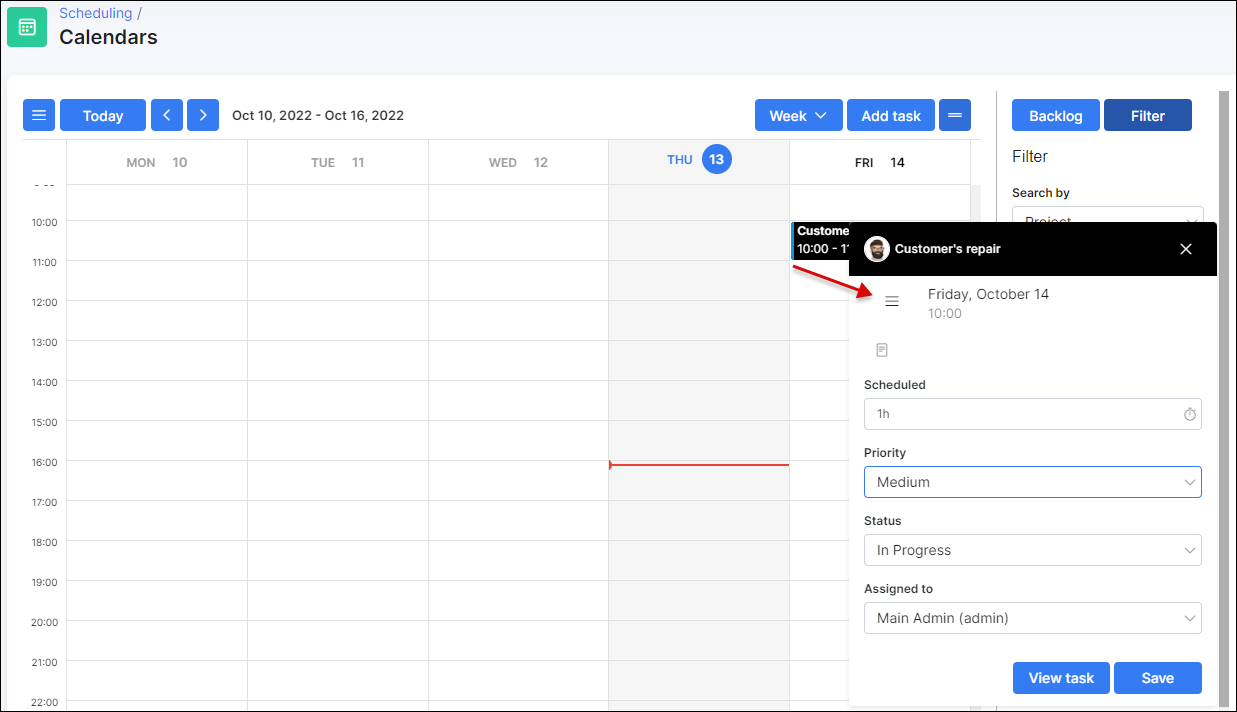 Scheduling /
Calendars
Today
Oct 10, 2022 - Oct 16, 2022
Week
Add task
Backlog
Filter
MON 10
TUE 11
WED 12
THU 13
FRI 14
Filter
Search by
Project
10:00
11:00
12:00
13:00
14:00
15:00
16:00
17:00
18:00
19:00
20:00
21:00
22:00
Custome
10:00 - 11
Customer's repair
Friday, October 14
10:00
Scheduled
1h
Priority
Medium
Status
In Progress
Assigned to
Main Admin (admin)
View task
Save